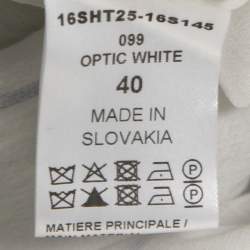 16SHT25-16S145
099
OPTIC WHITE
40
MADE IN
SLOVAKIA
MATIERE PRINCIPALE /